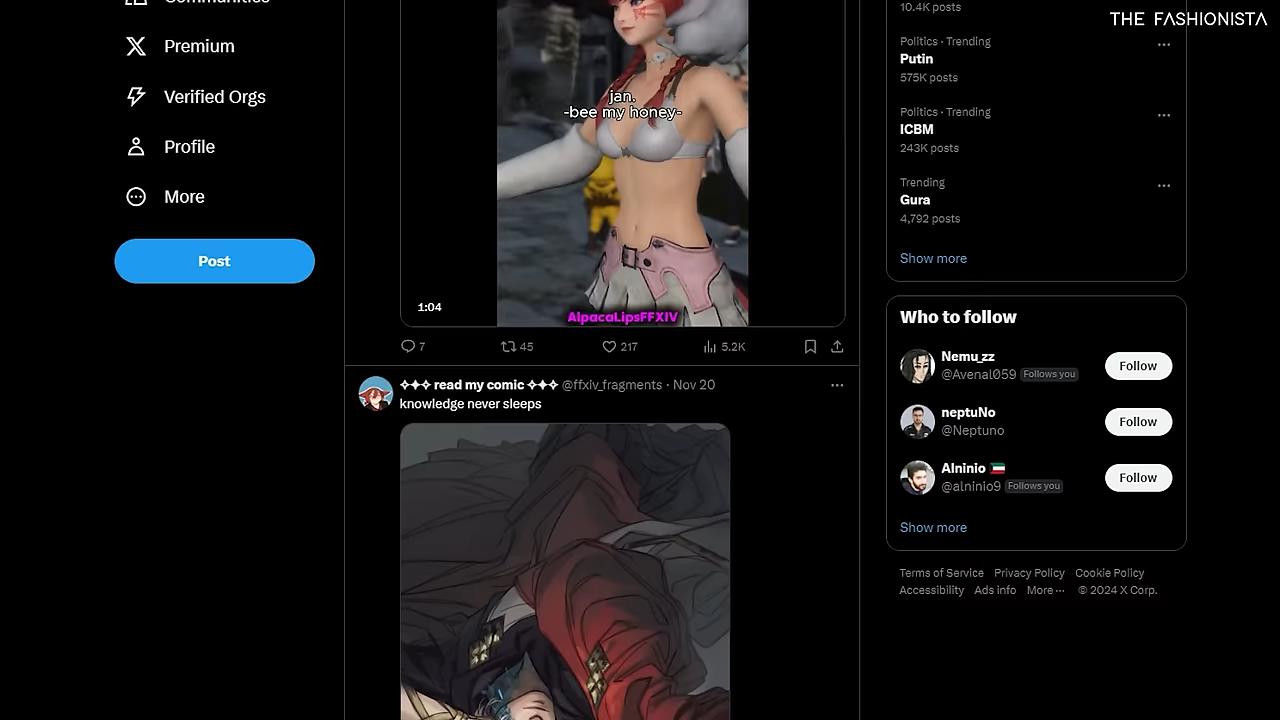 Communities
Premium
Verified Orgs
Profile
More
Post
jan.
-bee my honey-
1:04
AlpacaLipsFFXIV
7
45
217
5.2K
✧✧✧ read my comic ✧✧✧ @ffxiv_fragments · Nov 20
knowledge never sleeps
THE FASHIONISTA
10.4K posts
Politics · Trending
Putin
575K posts
Politics · Trending
ICBM
243K posts
Trending
Gura
4,792 posts
Show more
Who to follow
Nemu_zz
@Avenal059 Follows you
Follow
neptuNo
@Neptuno
Follow
Alninio
@alninio9 Follows you
Follow
Show more
Terms of Service Privacy Policy Cookie Policy
Accessibility Ads info More ··· © 2024 X Corp.